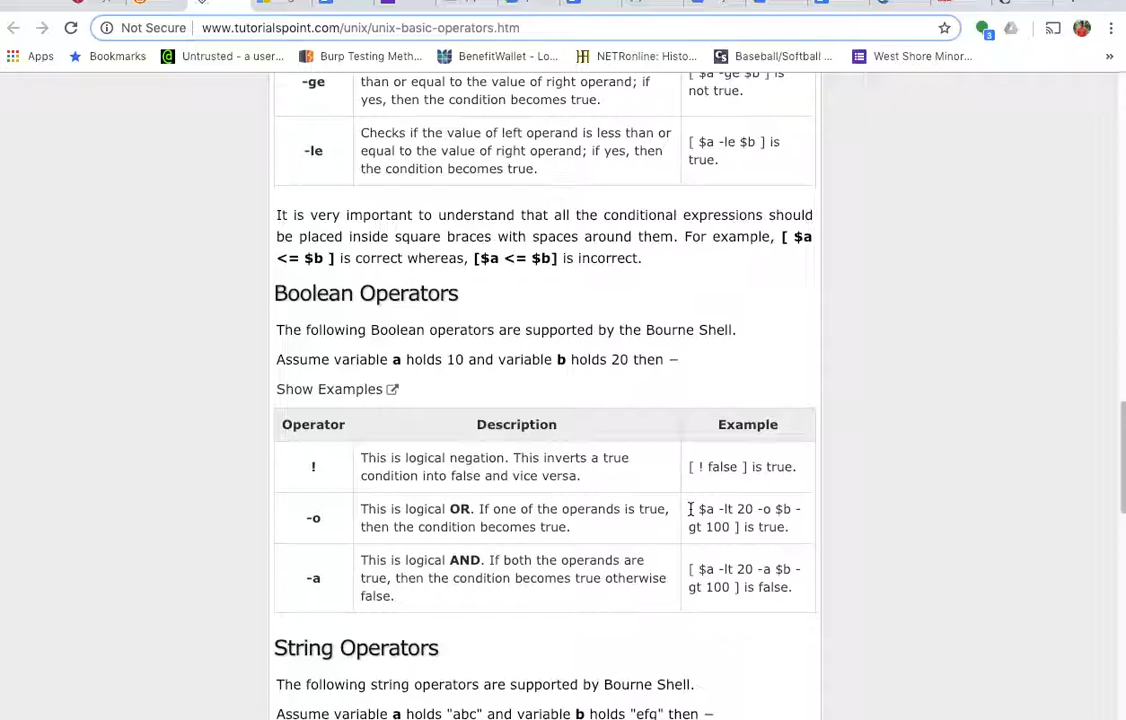 Not Secure
www.tutorialspoint.com/unix/unix-basic-operators.htm
3
Apps
Bookmarks
Untrusted - a user...
Burp Testing Meth...
BenefitWallet - Lo...
NETRonline: Histo...
Baseball/Softball ...
West Shore Minor...
»
-ge
than or equal to the value of right operand; if
yes, then the condition becomes true.
[ $a -ge $b ] is
not true.
-le
Checks if the value of left operand is less than or
equal to the value of right operand; if yes, then
the condition becomes true.
[ $a -le $b ] is
true.
It is very important to understand that all the conditional expressions should
be placed inside square braces with spaces around them. For example, [ $a
<= $b ] is correct whereas, [$a <= $b] is incorrect.
Boolean Operators
The following Boolean operators are supported by the Bourne Shell.
Assume variable a holds 10 and variable b holds 20 then −
Show Examples
Operator
Description
Example
!
This is logical negation. This inverts a true
condition into false and vice versa.
[ ! false ] is true.
-o
This is logical OR. If one of the operands is true,
then the condition becomes true.
$a -lt 20 -o $b -
gt 100 ] is true.
-a
This is logical AND. If both the operands are
true, then the condition becomes true otherwise
false.
[ $a -lt 20 -a $b -
gt 100 ] is false.
String Operators
The following string operators are supported by Bourne Shell.
Assume variable a holds "abc" and variable b holds "efg" then −